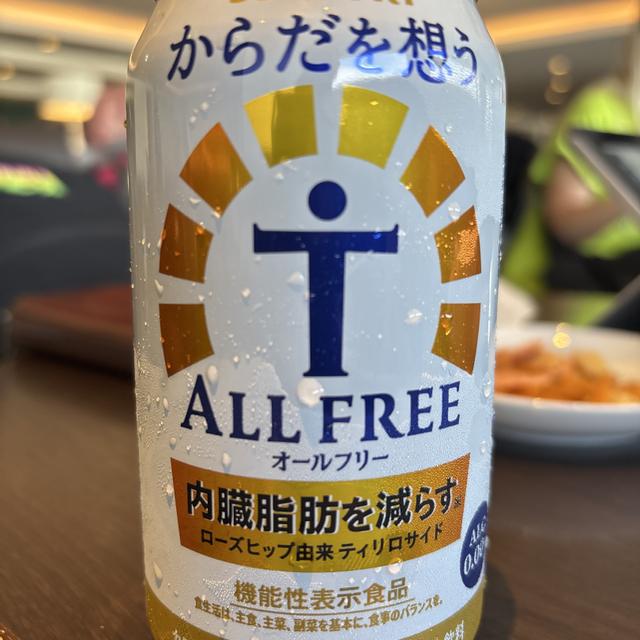 からだを想う
ALL FREE
オールフリー
内臓脂肪を減らす※
ローズヒップ由来 ティリロサイド
ALC.
0.00%
機能性表示食品
食生活は、主食、主菜、副菜を基本に、食事のバランスを。